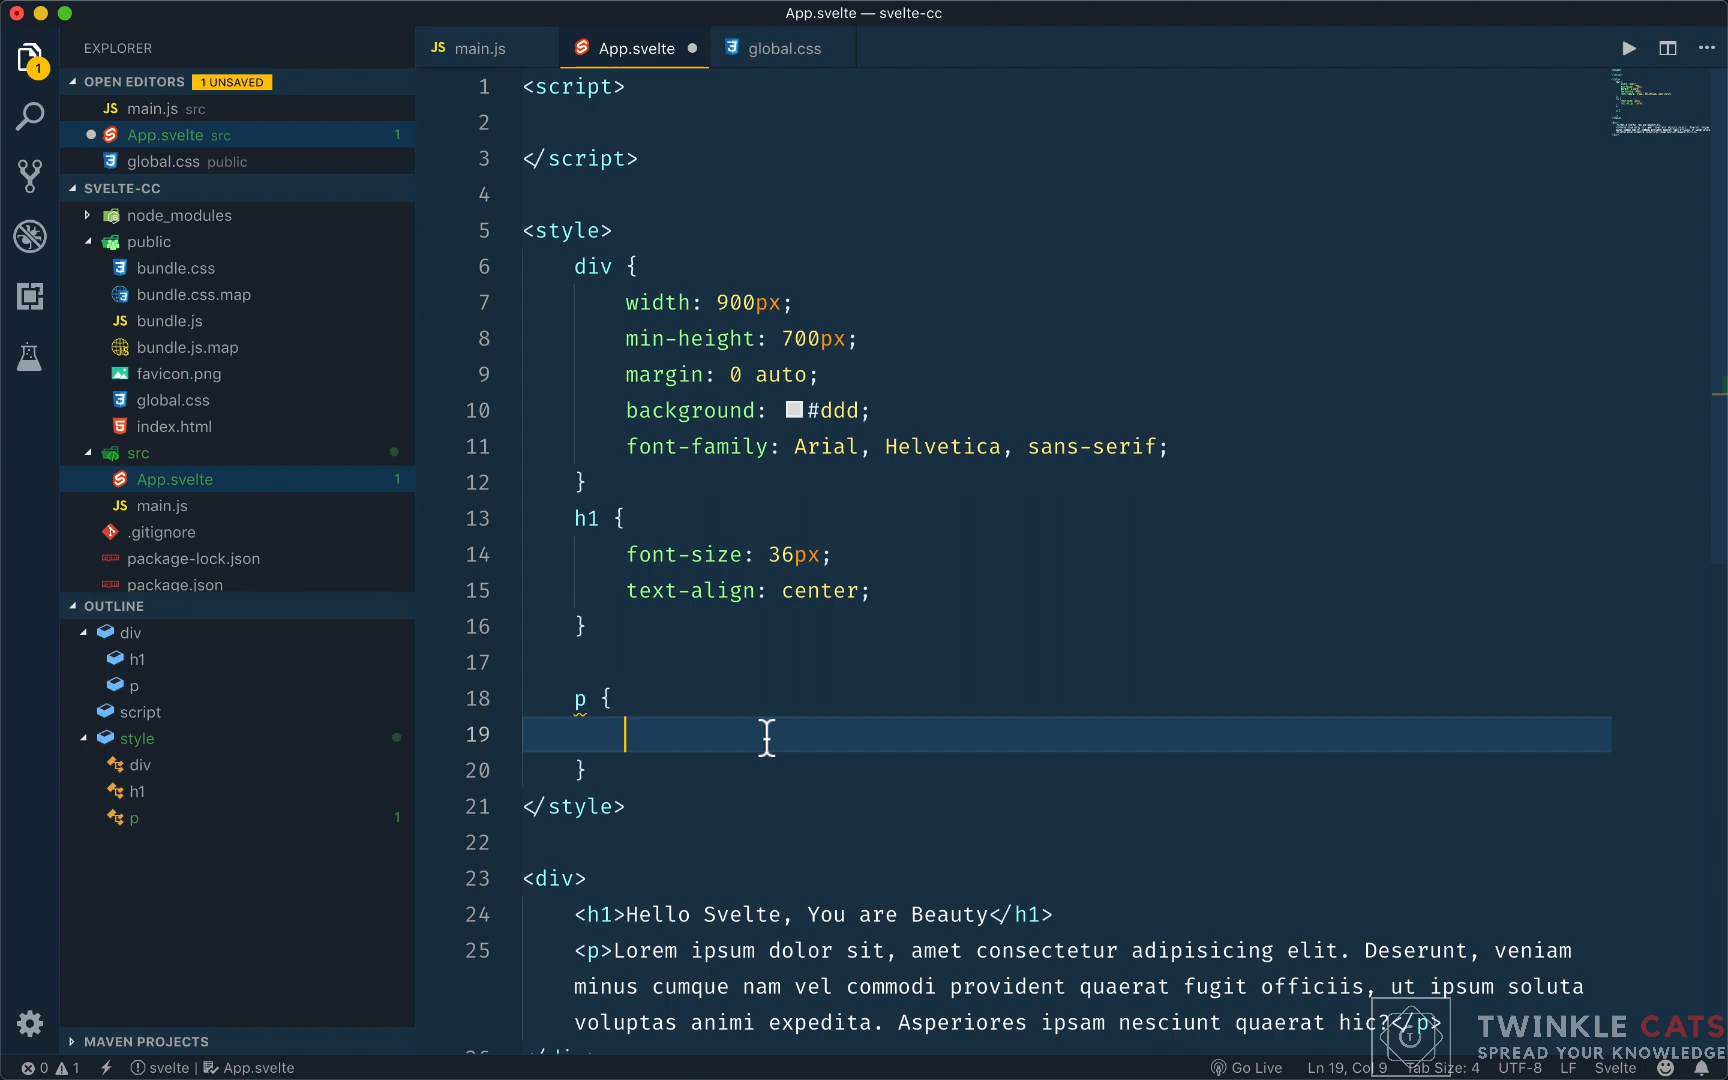 App.svelte — svelte-cc
EXPLORER
OPEN EDITORS 1 UNSAVED
JS main.js src
App.svelte src 1
global.css public
SVELTE-CC
node_modules
public
bundle.css
bundle.css.map
JS bundle.js
bundle.js.map
favicon.png
global.css
index.html
src
App.svelte 1
JS main.js
.gitignore
package-lock.json
package.json
OUTLINE
div
h1
p
script
style
div
h1
p 1
MAVEN PROJECTS
1
JS main.js
App.svelte
global.css
1 <script>
2
3 </script>
4
5 <style>
6 div {
7 width: 900px;
8 min-height: 700px;
9 margin: 0 auto;
10 background: #ddd;
11 font-family: Arial, Helvetica, sans-serif;
12 }
13 h1 {
14 font-size: 36px;
15 text-align: center;
16 }
17
18 p {
19
20 }
21 </style>
22
23 <div>
24 <h1>Hello Svelte, You are Beauty</h1>
25 <p>Lorem ipsum dolor sit, amet consectetur adipisicing elit. Deserunt, veniam
minus cumque nam vel commodi provident quaerat fugit officiis, ut ipsum soluta
voluptas animi expedita. Asperiores ipsam nesciunt quaerat hic?</p>
TWINKLE CATS
SPREAD YOUR KNOWLEDGE
0 1 svelte | App.svelte
Go Live Ln 19, Col 9 Tab Size: 4 UTF-8 LF Svelte